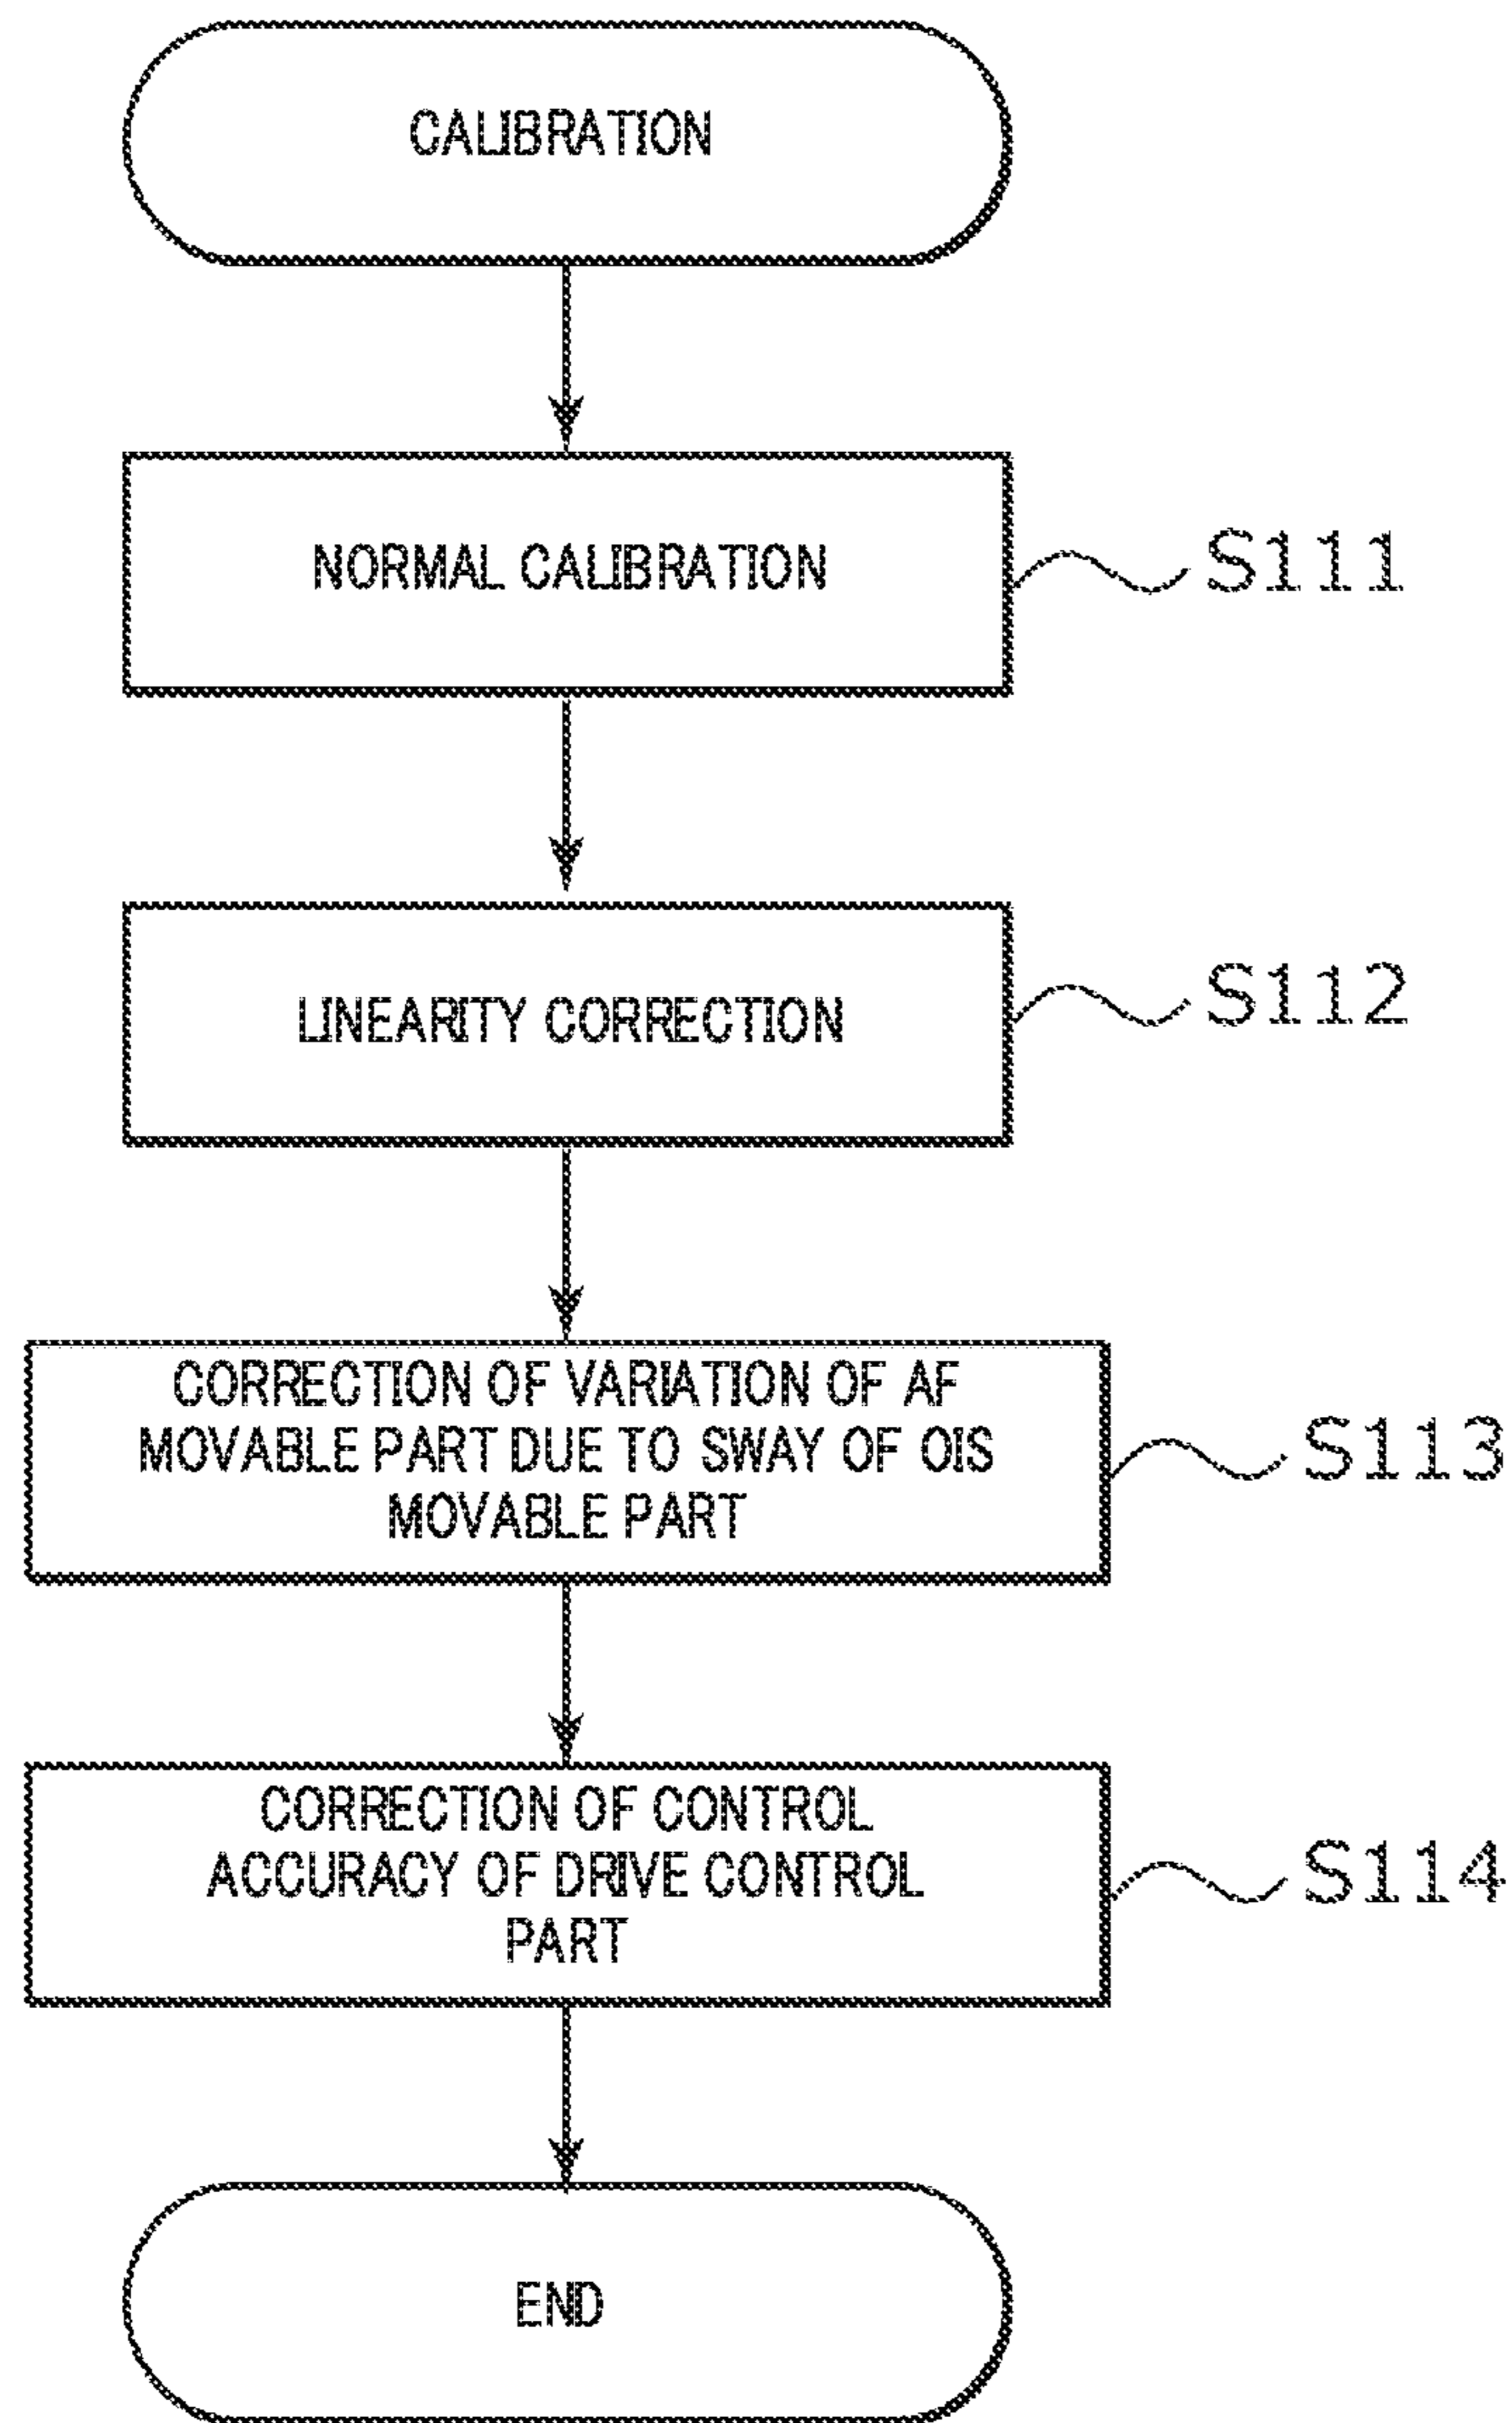 CALIBRATION
NORMAL CALIBRATION
S111
LINEARITY CORRECTION
S112
CORRECTION OF VARIATION OF AF
MOVABLE PART DUE TO SWAY OF OIS
MOVABLE PART
S113
CORRECTION OF CONTROL
ACCURACY OF DRIVE CONTROL
PART
S114
END